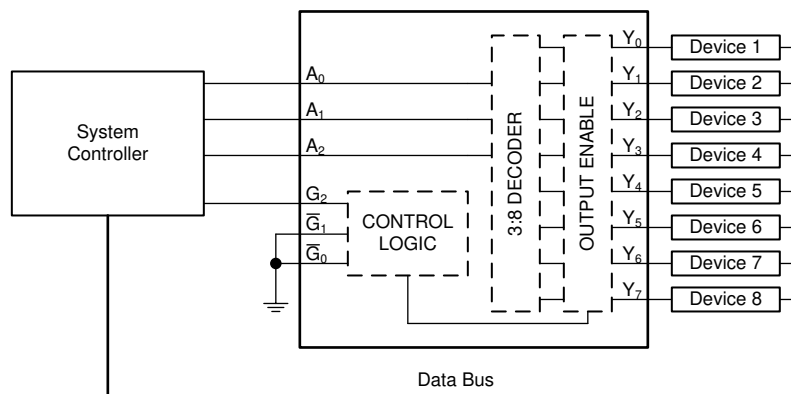 System
Controller
A0
A1
A2
G2
G̅1
G̅0
CONTROL
LOGIC
3:8 DECODER
OUTPUT ENABLE
Y0
Y1
Y2
Y3
Y4
Y5
Y6
Y7
Device 1
Device 2
Device 3
Device 4
Device 5
Device 6
Device 7
Device 8
Data Bus